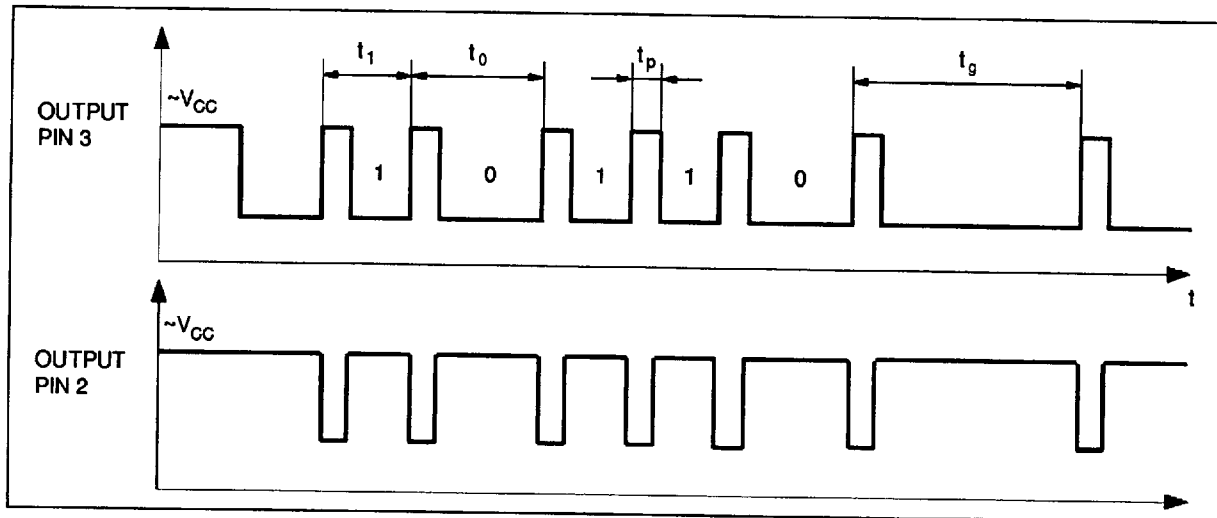 t1 t0 tp tg
~VCC
OUTPUT
PIN 3
1 0 1 1 0
t
~VCC
OUTPUT
PIN 2